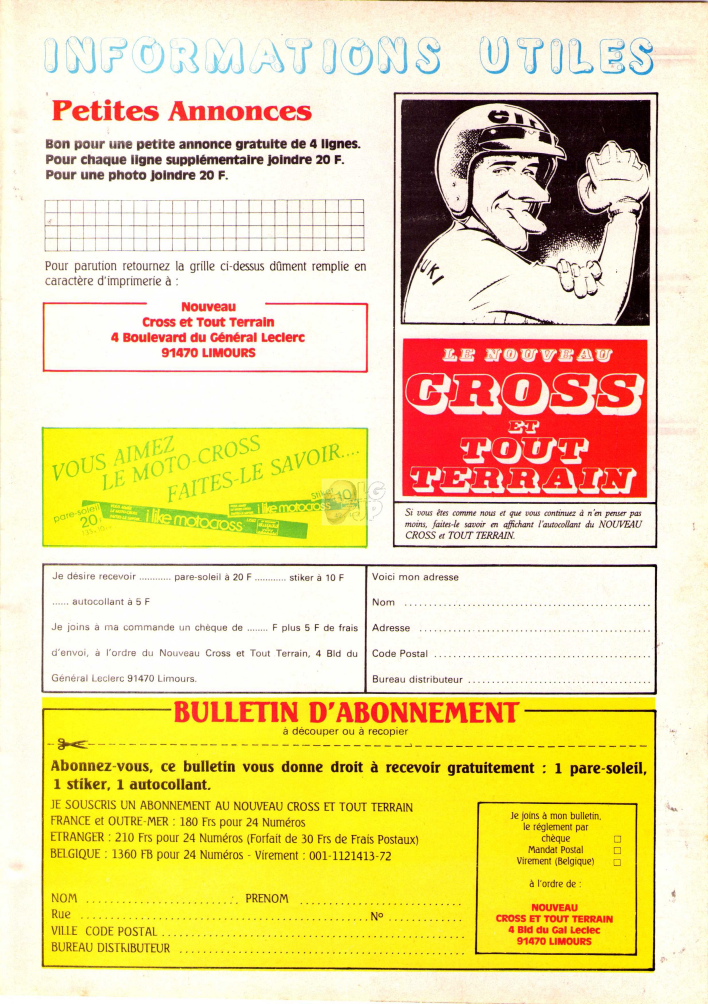 INFORMATIONS UTILES
Petites Annonces
Bon pour une petite annonce gratuite de 4 lignes.
Pour chaque ligne supplémentaire joindre 20 F.
Pour une photo joindre 20 F.
Pour parution retournez la grille ci-dessus dûment remplie en
caractère d'imprimerie à :
Nouveau
Cross et Tout Terrain
4 Boulevard du Général Leclerc
91470 LIMOURS
UKI
LE NOUVEAU
CROSS
ET
TOUT
TERRAIN
Si vous êtes comme nous et que vous continuez à n'en penser pas
moins, faites-le savoir en affichant l'autocollant du NOUVEAU
CROSS et TOUT TERRAIN.
VOUS AIMEZ
LE MOTO-CROSS
FAITES-LE SAVOIR....
pare-soleil
20
i like motocross
stiker
10
i like motocross
Je désire recevoir ............ pare-soleil à 20 F ............ stiker à 10 F
...... autocollant à 5 F
Je joins à ma commande un chèque de ........ F plus 5 F de frais
d'envoi, à l'ordre du Nouveau Cross et Tout Terrain, 4 Bld du
Général Leclerc 91470 Limours.
Voici mon adresse
Nom
Adresse
Code Postal
Bureau distributeur
BULLETIN D'ABONNEMENT
à découper ou à recopier
Abonnez-vous, ce bulletin vous donne droit à recevoir gratuitement : 1 pare-soleil,
1 stiker, 1 autocollant.
JE SOUSCRIS UN ABONNEMENT AU NOUVEAU CROSS ET TOUT TERRAIN
FRANCE et OUTRE-MER : 180 Frs pour 24 Numéros
ETRANGER : 210 Frs pour 24 Numéros (Forfait de 30 Frs de Frais Postaux)
BELGIQUE : 1360 FB pour 24 Numéros - Virement : 001-1121413-72
NOM PRENOM
Rue N°
VILLE CODE POSTAL
BUREAU DISTRIBUTEUR
Je joins à mon bulletin,
le réglement par
chèque
Mandat Postal
Virement (Belgique)
à l'ordre de :
NOUVEAU
CROSS ET TOUT TERRAIN
4 Bld du Gal Leclec
91470 LIMOURS